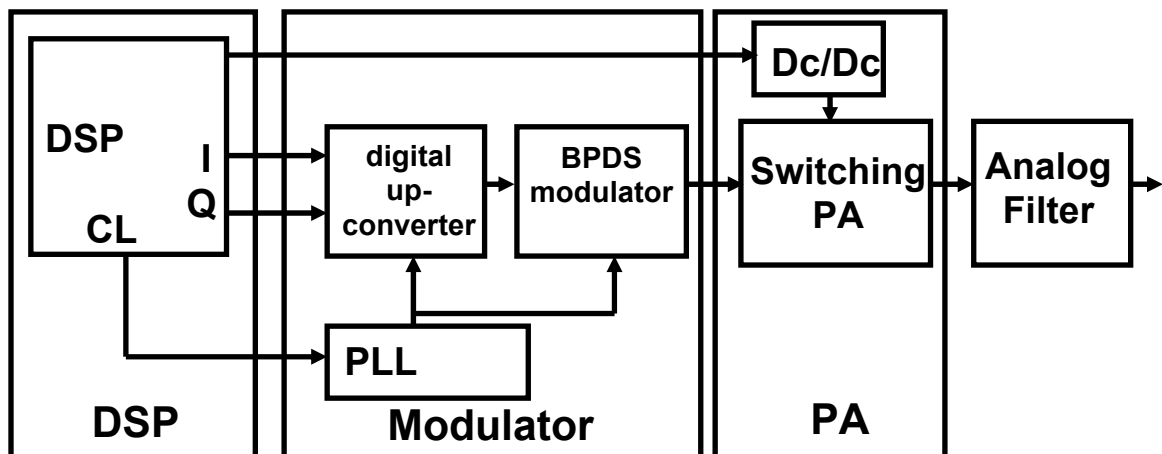 Dc/Dc
DSP
I
Q
CL
digital
up-
converter
BPDS
modulator
Switching
PA
Analog
Filter
PLL
DSP
Modulator
PA